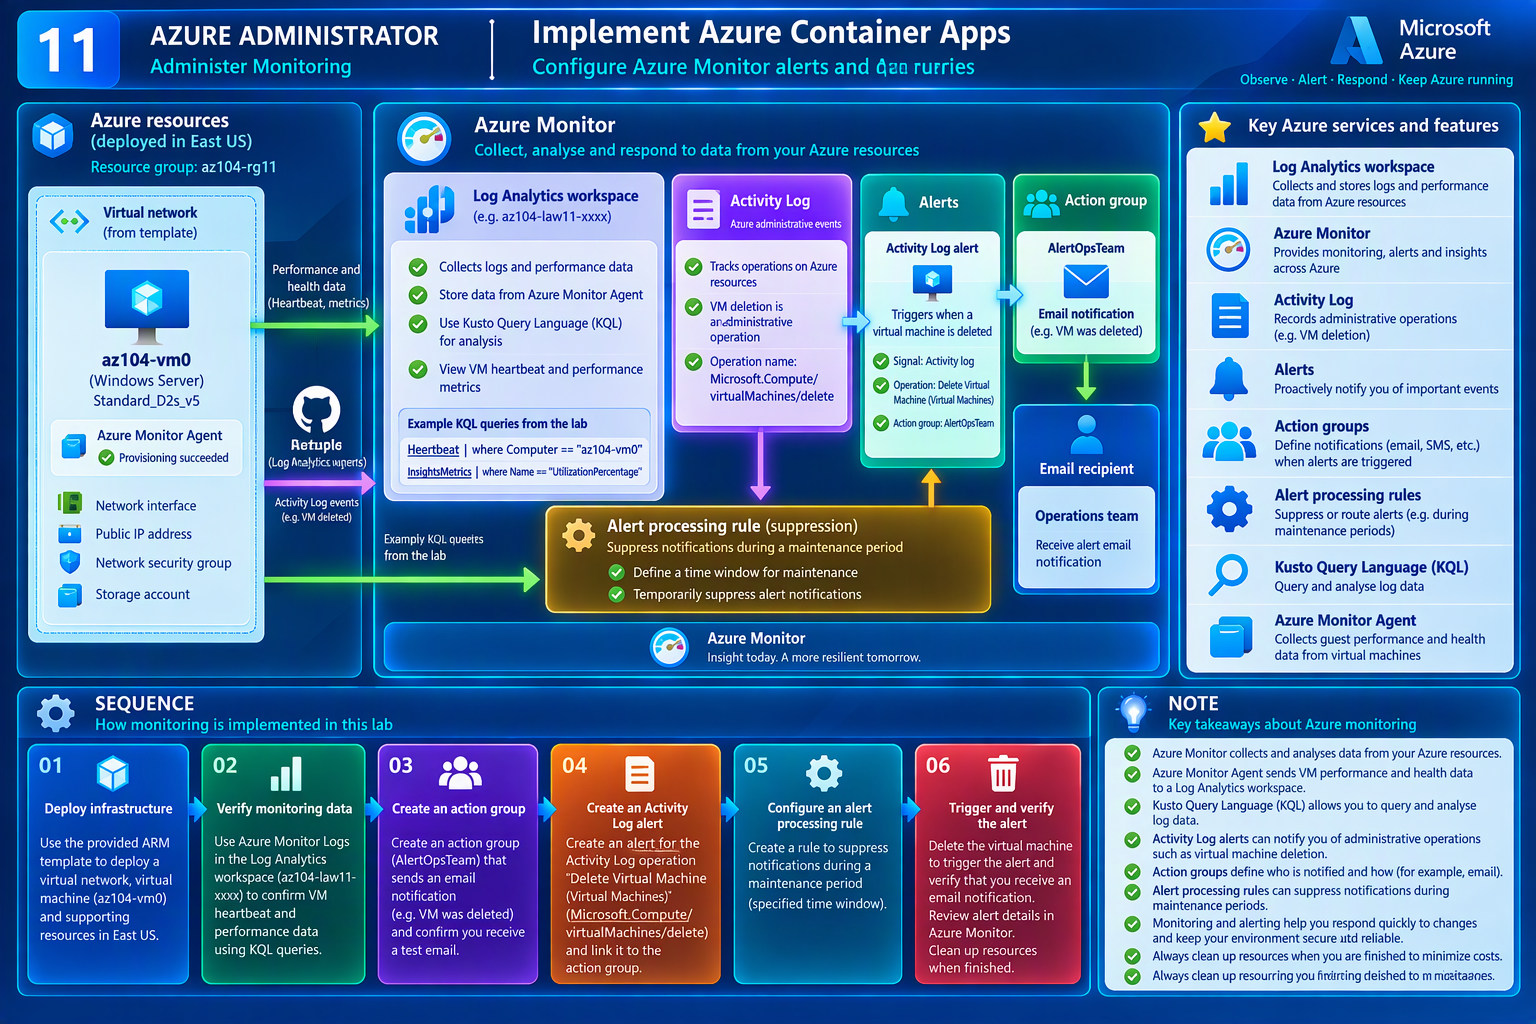 11
AZURE ADMINISTRATOR
Administer Monitoring
Implement Azure Container Apps
Configure Azure Monitor alerts and
Microsoft
Azure
Observe · Alert · Respond · Keep Azure running
Azure resources
(deployed in East US)
Resource group: az104-rg11
Virtual network
(from template)
az104-vm0
(Windows Server)
Standard_D2s_v5
Azure Monitor Agent
Provisioning succeeded
Network interface
Public IP address
Network security group
Storage account
Performance and
health data
(Heartbeat, metrics)
(Log Analytics
Activity Log events
(e.g. VM deleted)
Azure Monitor
Collect, analyse and respond to data from your Azure resources
Log Analytics workspace
(e.g. az104-law11-xxxx)
Collects logs and performance data
Store data from Azure Monitor Agent
Use Kusto Query Language (KQL)
for analysis
View VM heartbeat and performance
metrics
Example KQL queries from the lab
Heertbeat | where Computer == "az104-vm0"
InsightsMetrics | where Name == "UtilizationPercentage"
Activity Log
Azure administrative events
Tracks operations on Azure
resources
VM deletion is
operation
Operation name:
Microsoft.Compute/
virtualMachines/delete
Alerts
Activity Log alert
Triggers when a
virtual machine is deleted
Signal: Activity log
Operation: Delete Virtual
Machine (Virtual Machines)
Action group: AlertOpsTeam
Action group
AlertOpsTeam
Email notification
(e.g. VM was deleted)
Email recipient
Operations team
Receive alert email
notification
Examply KQL
from the lab
Alert processing rule (suppression)
Suppress notifications during a maintenance period
Define a time window for maintenance
Temporarily suppress alert notifications
Azure Monitor
Insight today. A more resilient tomorrow.
Key Azure services and features
Log Analytics workspace
Collects and stores logs and performance
data from Azure resources
Azure Monitor
Provides monitoring, alerts and insights
across Azure
Activity Log
Records administrative operations
(e.g. VM deletion)
Alerts
Proactively notify you of important events
Action groups
Define notifications (email, SMS, etc.)
when alerts are triggered
Alert processing rules
Suppress or route alerts (e.g. during
maintenance periods)
Kusto Query Language (KQL)
Query and analyse log data
Azure Monitor Agent
Collects guest performance and health
data from virtual machines
SEQUENCE
How monitoring is implemented in this lab
01
Deploy infrastructure
Use the provided ARM
template to deploy a
virtual network, virtual
machine (az104-vm0)
and supporting
resources in East US.
02
Verify monitoring data
Use Azure Monitor Logs
in the Log Analytics
workspace (az104-law11-
xxxx) to confirm VM
heartbeat and
performance data
using KQL queries.
03
Create an action group
Create an action group
(AlertOpsTeam) that
sends an email
notification
(e.g. VM was deleted)
and confirm you receive
a test email.
04
Create an Activity
Log alert
Create an alert for the
Activity Log operation
"Delete Virtual Machine
(Virtual Machines)"
(Microsoft.Compute/
virtualMachines/delete)
and link it to the
action group.
05
Configure an alert
processing rule
Create a rule to suppress
notifications during a
maintenance period
(specified time window).
06
Trigger and verify
the alert
Delete the virtual machine
to trigger the alert and
verify that you receive an
email notification.
Review alert details in
Azure Monitor.
Clean up resources
when finished.
NOTE
Key takeaways about Azure monitoring
Azure Monitor collects and analyses data from your Azure resources.
Azure Monitor Agent sends VM performance and health data
to a Log Analytics workspace.
Kusto Query Language (KQL) allows you to query and analyse
log data.
Activity Log alerts can notify you of administrative operations
such as virtual machine deletion.
Action groups define who is notified and how (for example, email).
Alert processing rules can suppress notifications during
maintenance periods.
Monitoring and alerting help you respond quickly to changes
and keep your environment secure and reliable.
Always clean up resources when you are finished to minimize costs.
Always clean up